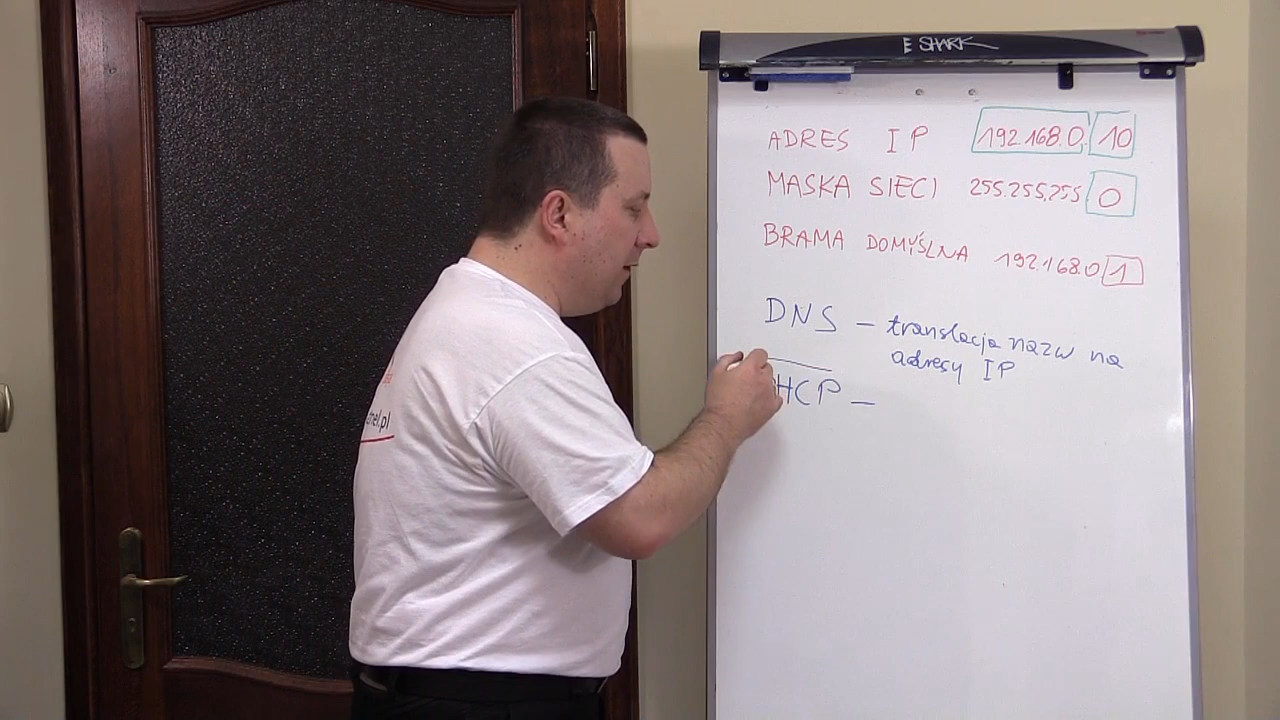 E SHARK
ADRES IP 192.168.0. 10
MASKA SIECI 255.255.255 0
BRAMA DOMYŚLNA 192.168.0 1
DNS – translacja nazw na
adresy IP
HCP –
.pl